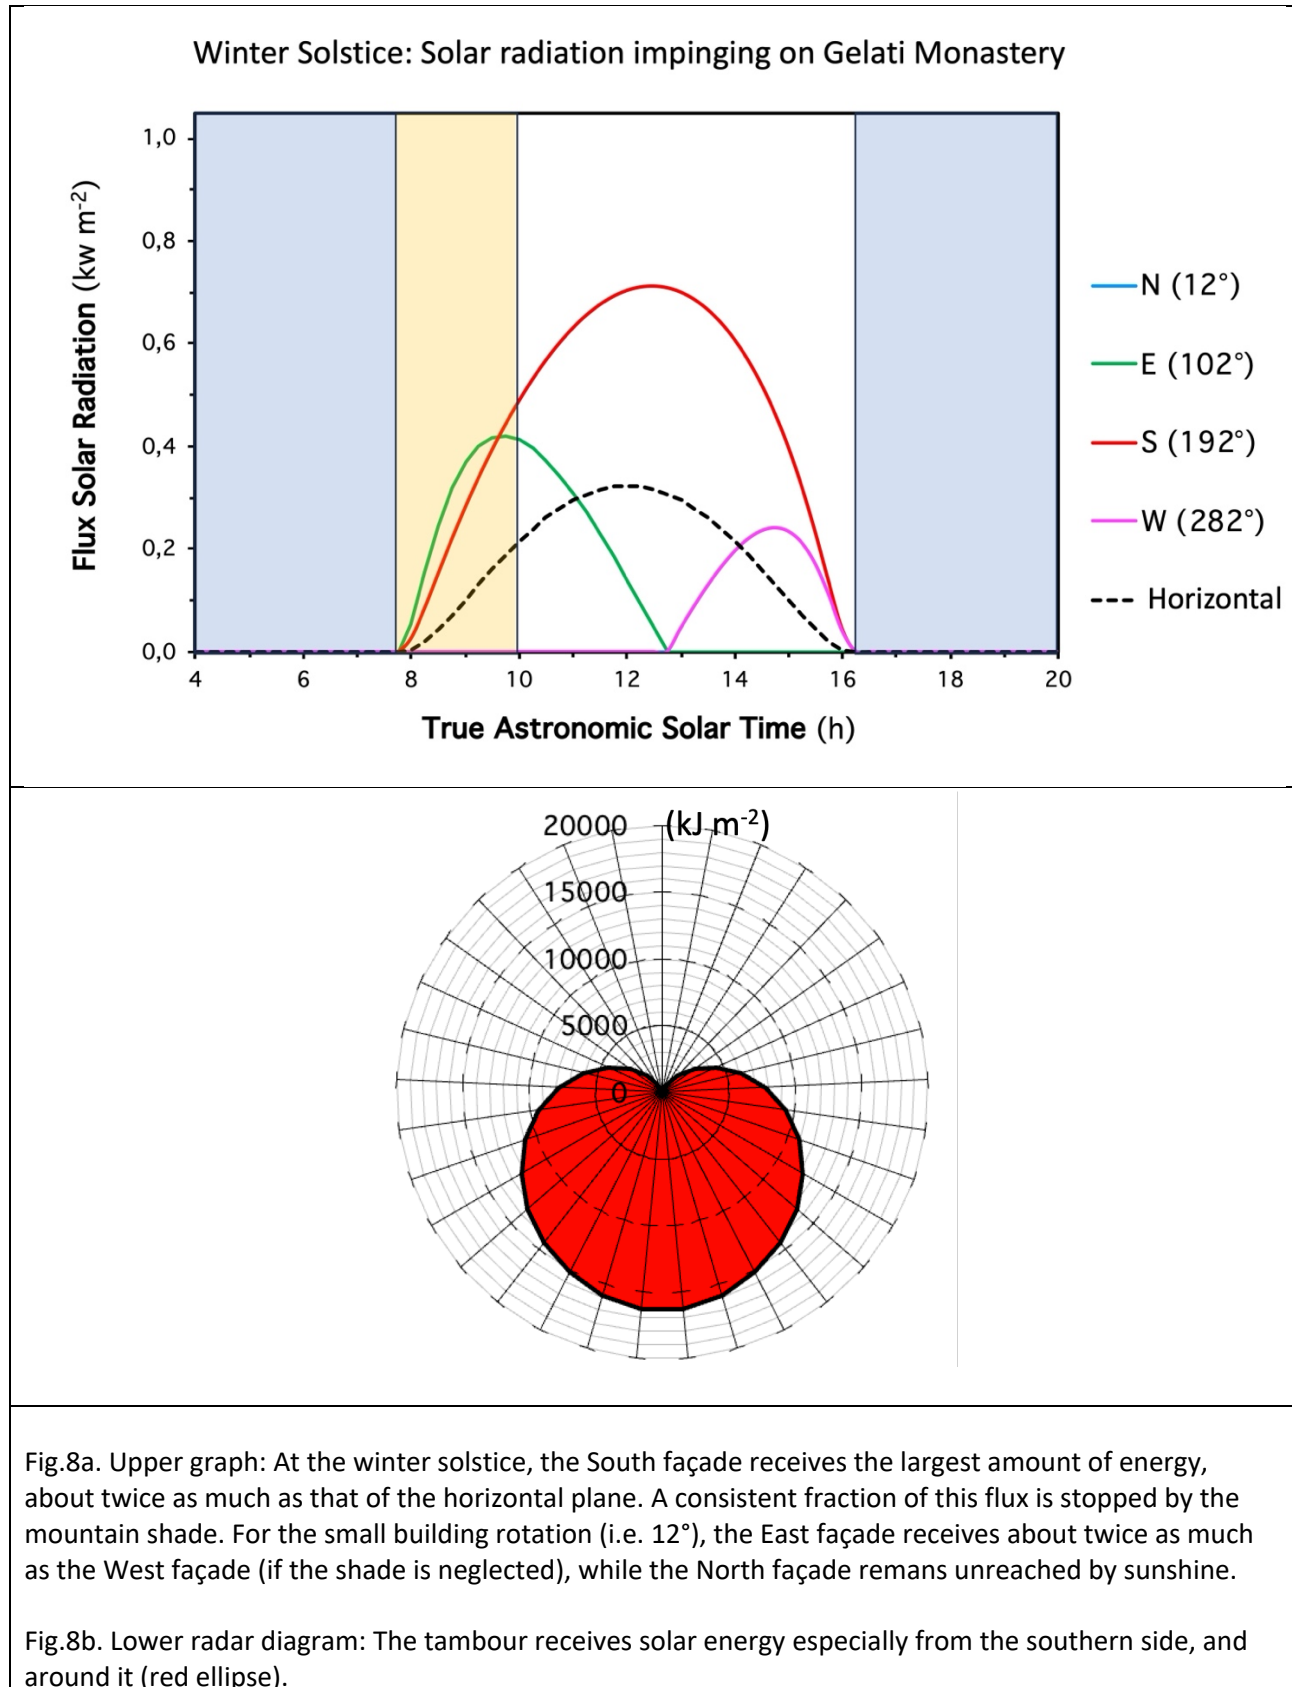 Winter Solstice: Solar radiation impinging on Gelati Monastery
1,0
0,8
0,6
0,4
0,2
0,0
Flux Solar Radiation (kw m-2)
4 6 8 10 12 14 16 18 20
True Astronomic Solar Time (h)
N (12°)
E (102°)
S (192°)
W (282°)
Horizontal
20000 (kJ m-2)
15000
10000
5000
0
Fig.8a. Upper graph: At the winter solstice, the South façade receives the largest amount of energy,
about twice as much as that of the horizontal plane. A consistent fraction of this flux is stopped by the
mountain shade. For the small building rotation (i.e. 12°), the East façade receives about twice as much
as the West façade (if the shade is neglected), while the North façade remans unreached by sunshine.
Fig.8b. Lower radar diagram: The tambour receives solar energy especially from the southern side, and
around it (red ellipse).